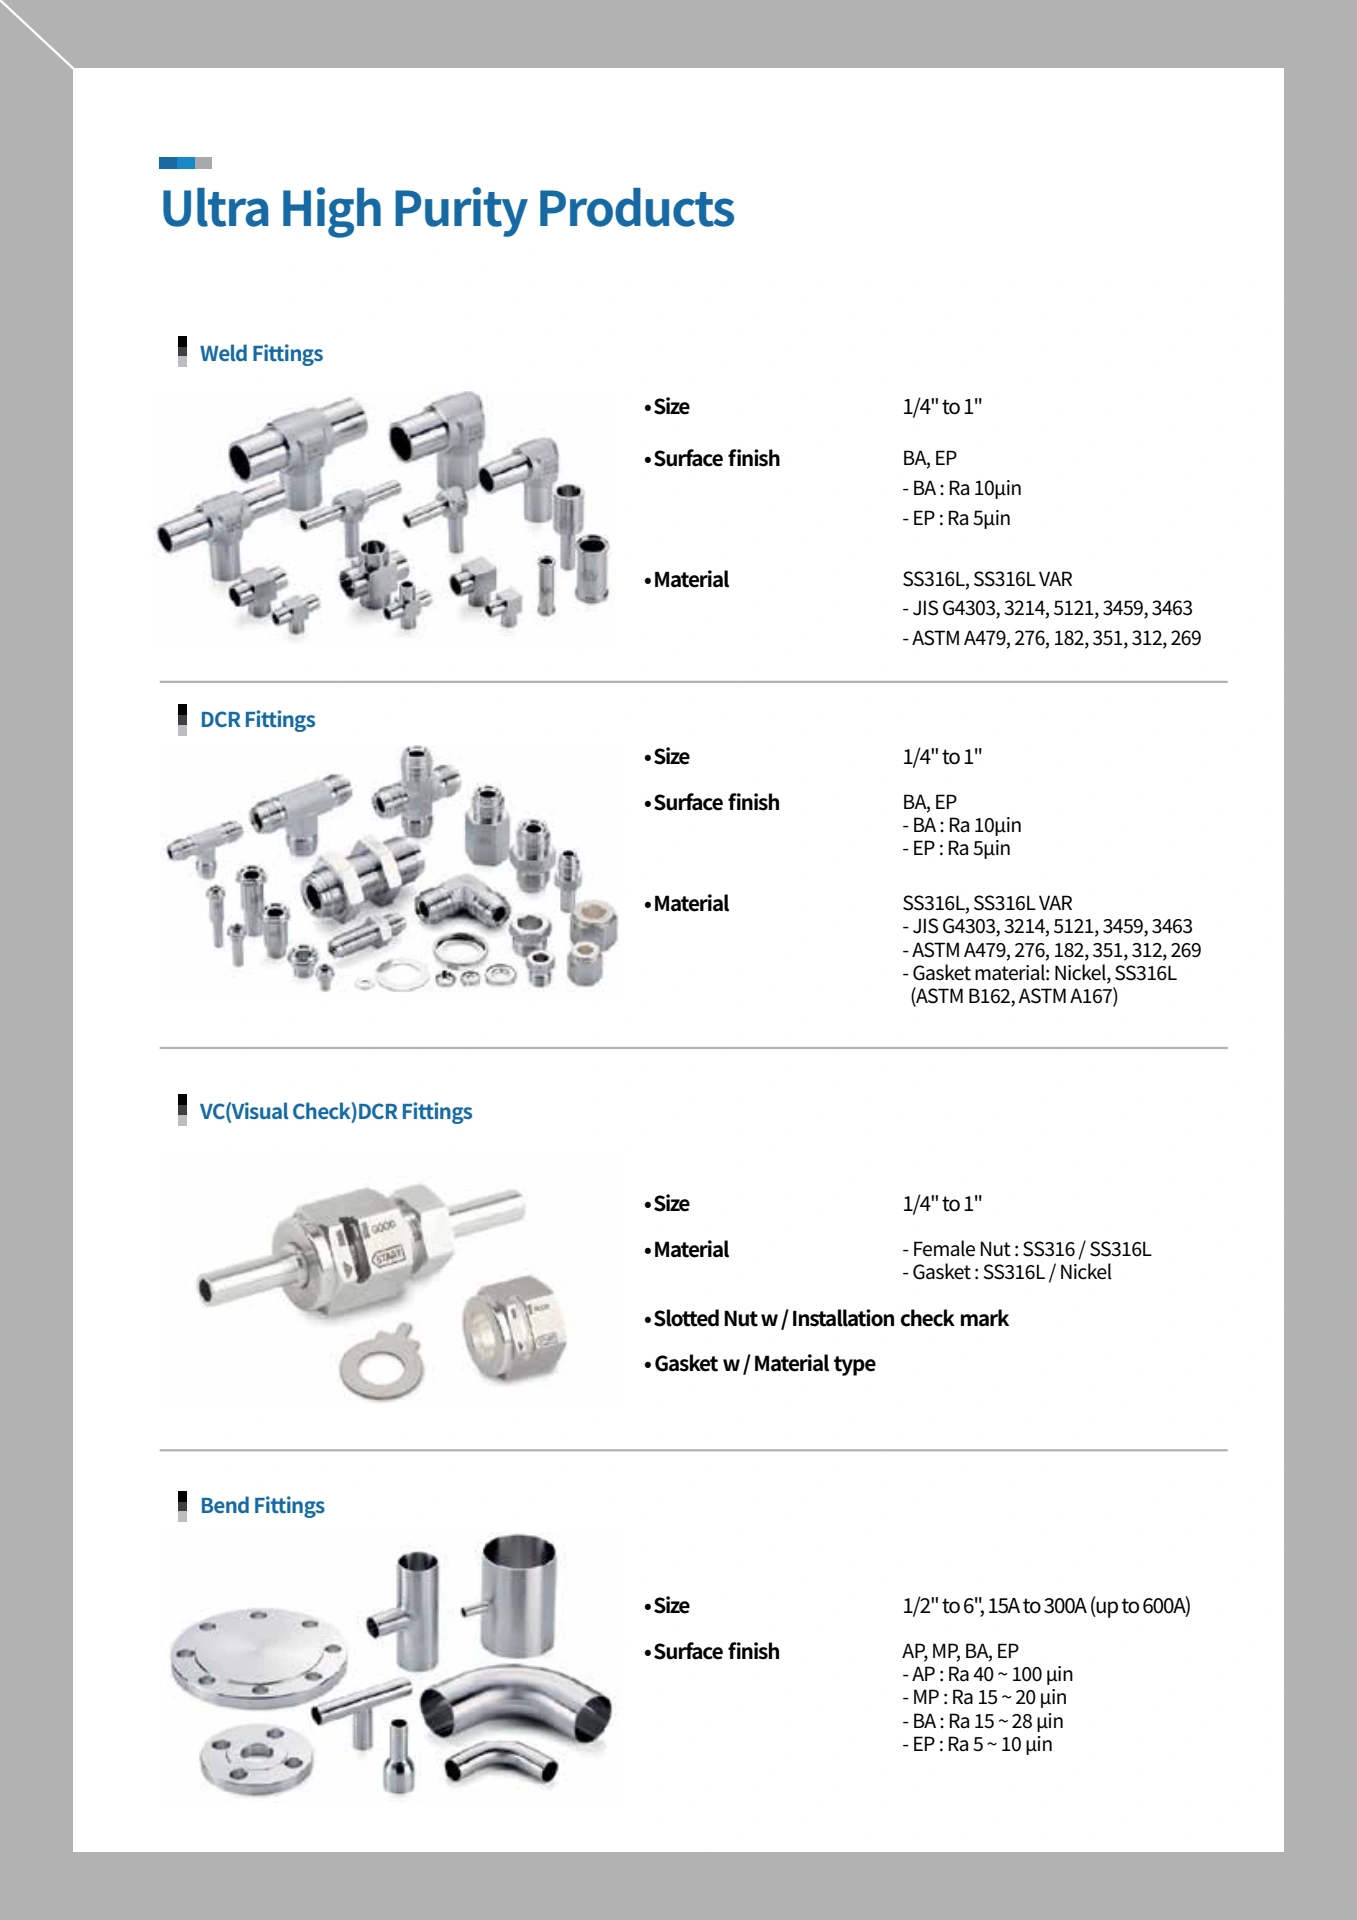 Ultra High Purity Products
Weld Fittings
• Size 1/4" to 1"
• Surface finish BA, EP
- BA : Ra 10µin
- EP : Ra 5µin
• Material SS316L, SS316L VAR
- JIS G4303, 3214, 5121, 3459, 3463
- ASTM A479, 276, 182, 351, 312, 269
DCR Fittings
• Size 1/4" to 1"
• Surface finish BA, EP
- BA : Ra 10µin
- EP : Ra 5µin
• Material SS316L, SS316L VAR
- JIS G4303, 3214, 5121, 3459, 3463
- ASTM A479, 276, 182, 351, 312, 269
- Gasket material: Nickel, SS316L
(ASTM B162, ASTM A167)
VC(Visual Check)DCR Fittings
GOOD
START
• Size 1/4" to 1"
• Material - Female Nut : SS316 / SS316L
- Gasket : SS316L / Nickel
• Slotted Nut w / Installation check mark
• Gasket w / Material type
Bend Fittings
• Size 1/2" to 6", 15A to 300A (up to 600A)
• Surface finish AP, MP, BA, EP
- AP : Ra 40 ~ 100 µin
- MP : Ra 15 ~ 20 µin
- BA : Ra 15 ~ 28 µin
- EP : Ra 5 ~ 10 µin